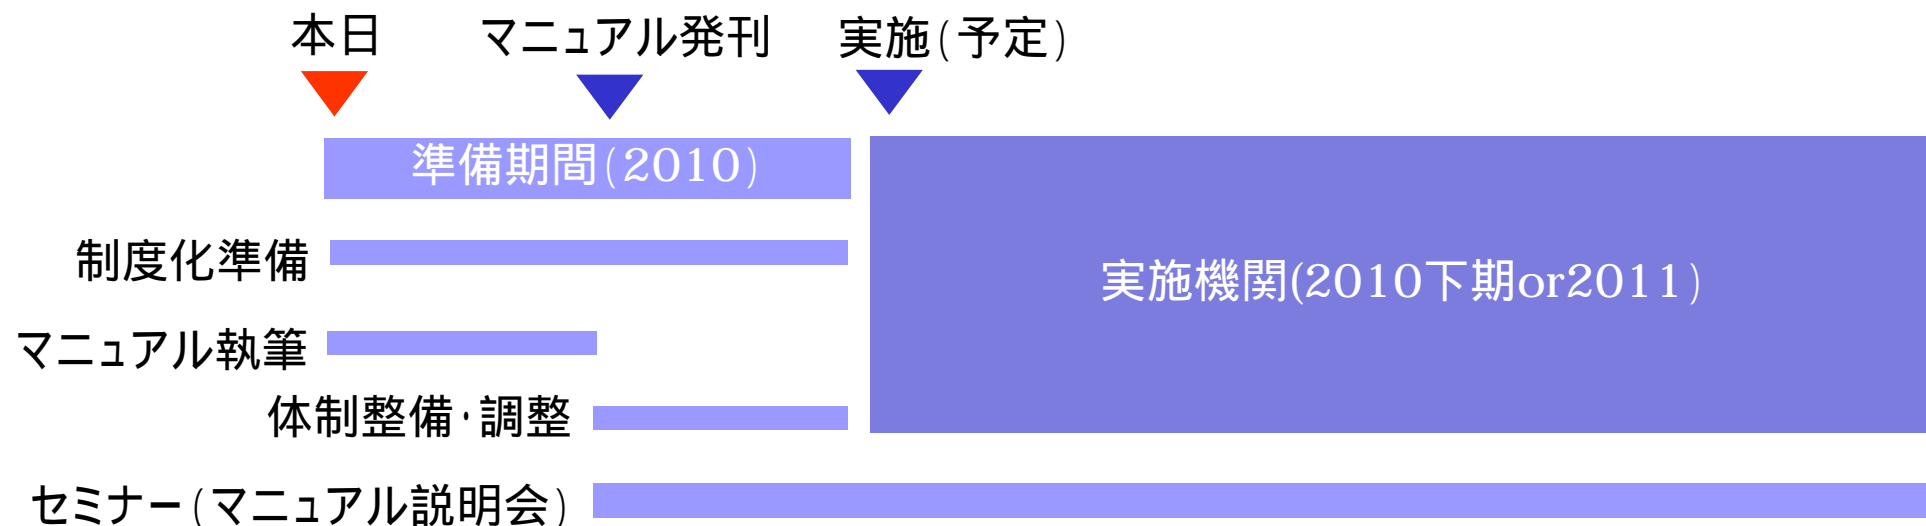 本日
マニュアル発刊
実施(予定)
準備期間(2010)
制度化準備
実施機関(2010下期or2011)
マニュアル執筆
体制整備・調整
セミナー(マニュアル説明会)